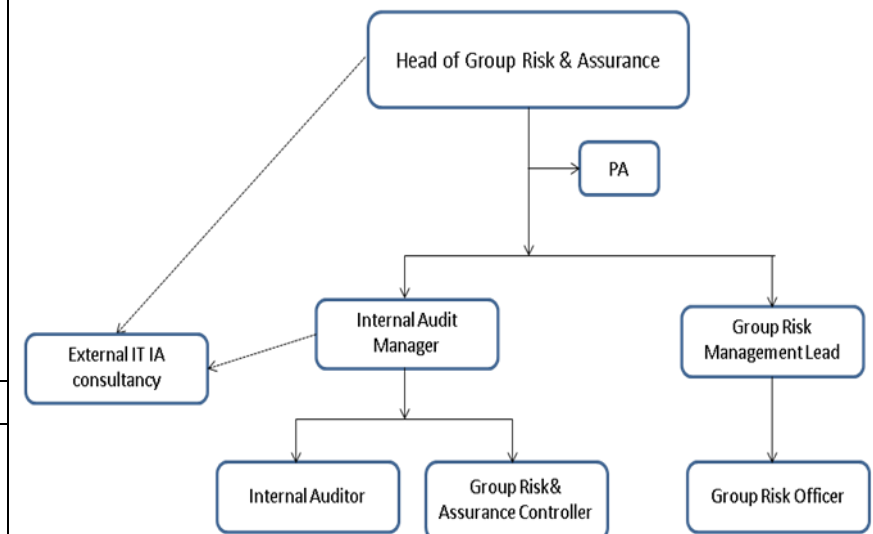 Head of Group Risk & Assurance
PA
Internal Audit
Manager
Group Risk
Management Lead
External IT IA
consultancy
Internal Auditor
Group Risk&
Assurance Controller
Group Risk Officer